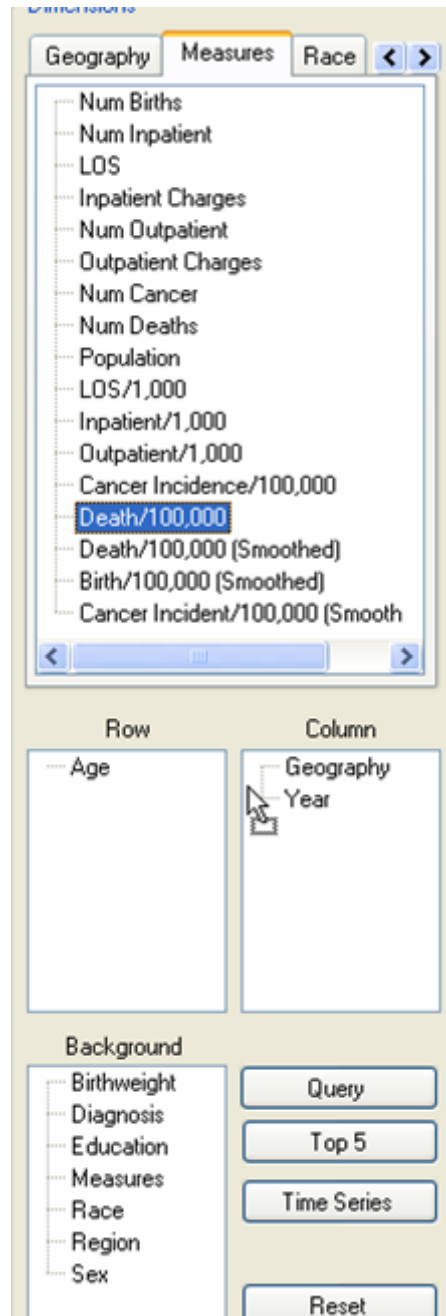 Dimensions
Geography Measures Race
Num Births
Num Inpatient
LOS
Inpatient Charges
Num Outpatient
Outpatient Charges
Num Cancer
Num Deaths
Population
LOS/1,000
Inpatient/1,000
Outpatient/1,000
Cancer Incidence/100,000
Death/100,000
Death/100,000 (Smoothed)
Birth/100,000 (Smoothed)
Cancer Incident/100,000 (Smooth
Row
Age
Column
Geography
Year
Background
Birthweight
Diagnosis
Education
Measures
Race
Region
Sex
Query
Top 5
Time Series
Reset